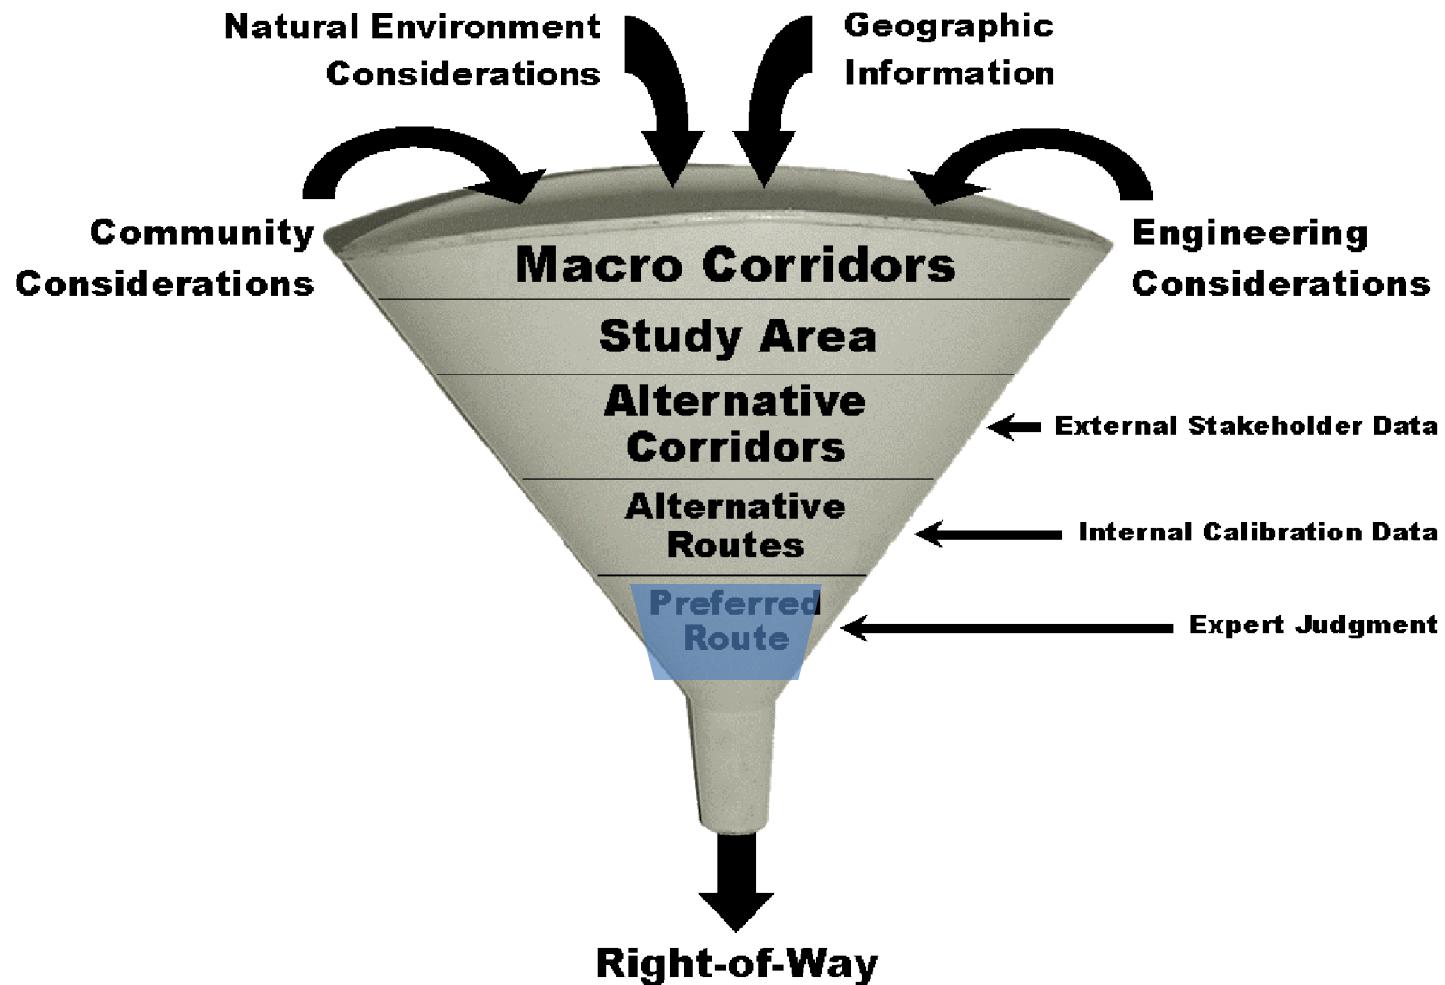 Natural Environment
Considerations
Geographic
Information
Community
Considerations
Engineering
Considerations
Macro Corridors
Study Area
Alternative
Corridors
External Stakeholder Data
Alternative
Routes
Internal Calibration Data
Preferred
Route
Expert Judgment
Right-of-Way